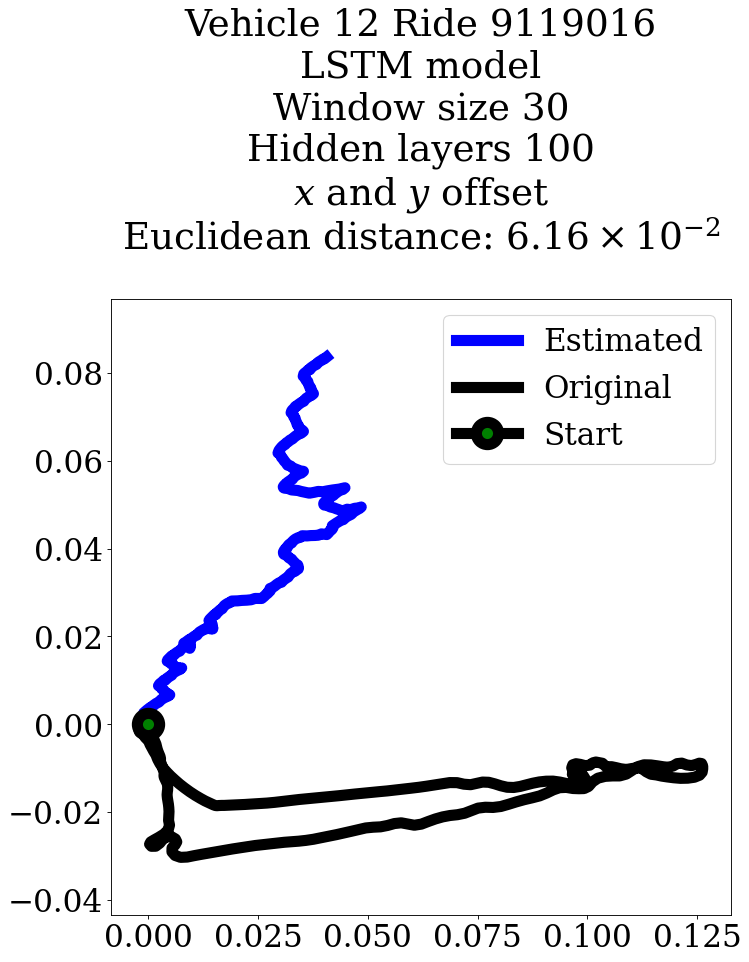 Vehicle 12 Ride 9119016
LSTM model
Window size 30
Hidden layers 100
x and y offset
Euclidean distance: 6.16 × 10⁻²
Estimated
Original
Start
0.08
0.06
0.04
0.02
0.00
−0.02
−0.04
0.000 0.025 0.050 0.075 0.100 0.125